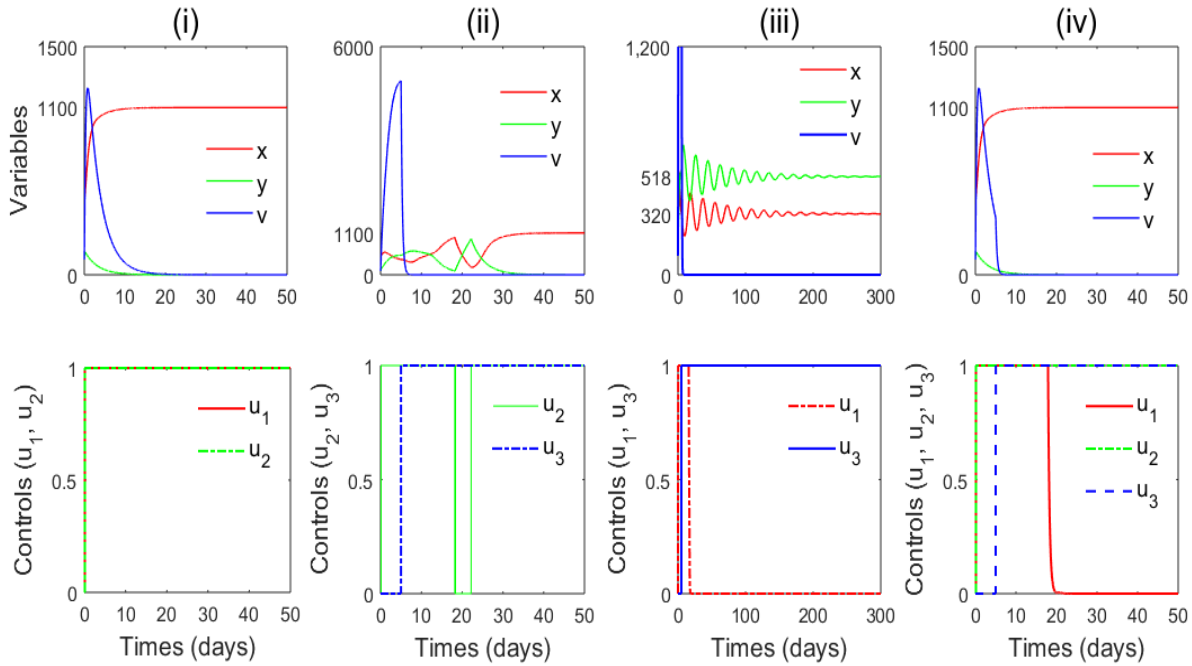 (i)
(ii)
(iii)
(iv)
Variables
1500
1100
0
0 10 20 30 40 50
x
y
v
6000
1100
0
0 10 20 30 40 50
x
y
v
1,200
518
320
0
0 100 200 300
x
y
v
1500
1100
0
0 10 20 30 40 50
x
y
v
Controls (u1, u2)
1
0.5
0
0 10 20 30 40 50
Times (days)
u1
u2
Controls (u2, u3)
1
0.5
0
0 10 20 30 40 50
Times (days)
u2
u3
Controls (u1, u3)
1
0.5
0
0 100 200 300
Times (days)
u1
u3
Controls (u1, u2, u3)
1
0.5
0
0 10 20 30 40 50
Times (days)
u1
u2
u3